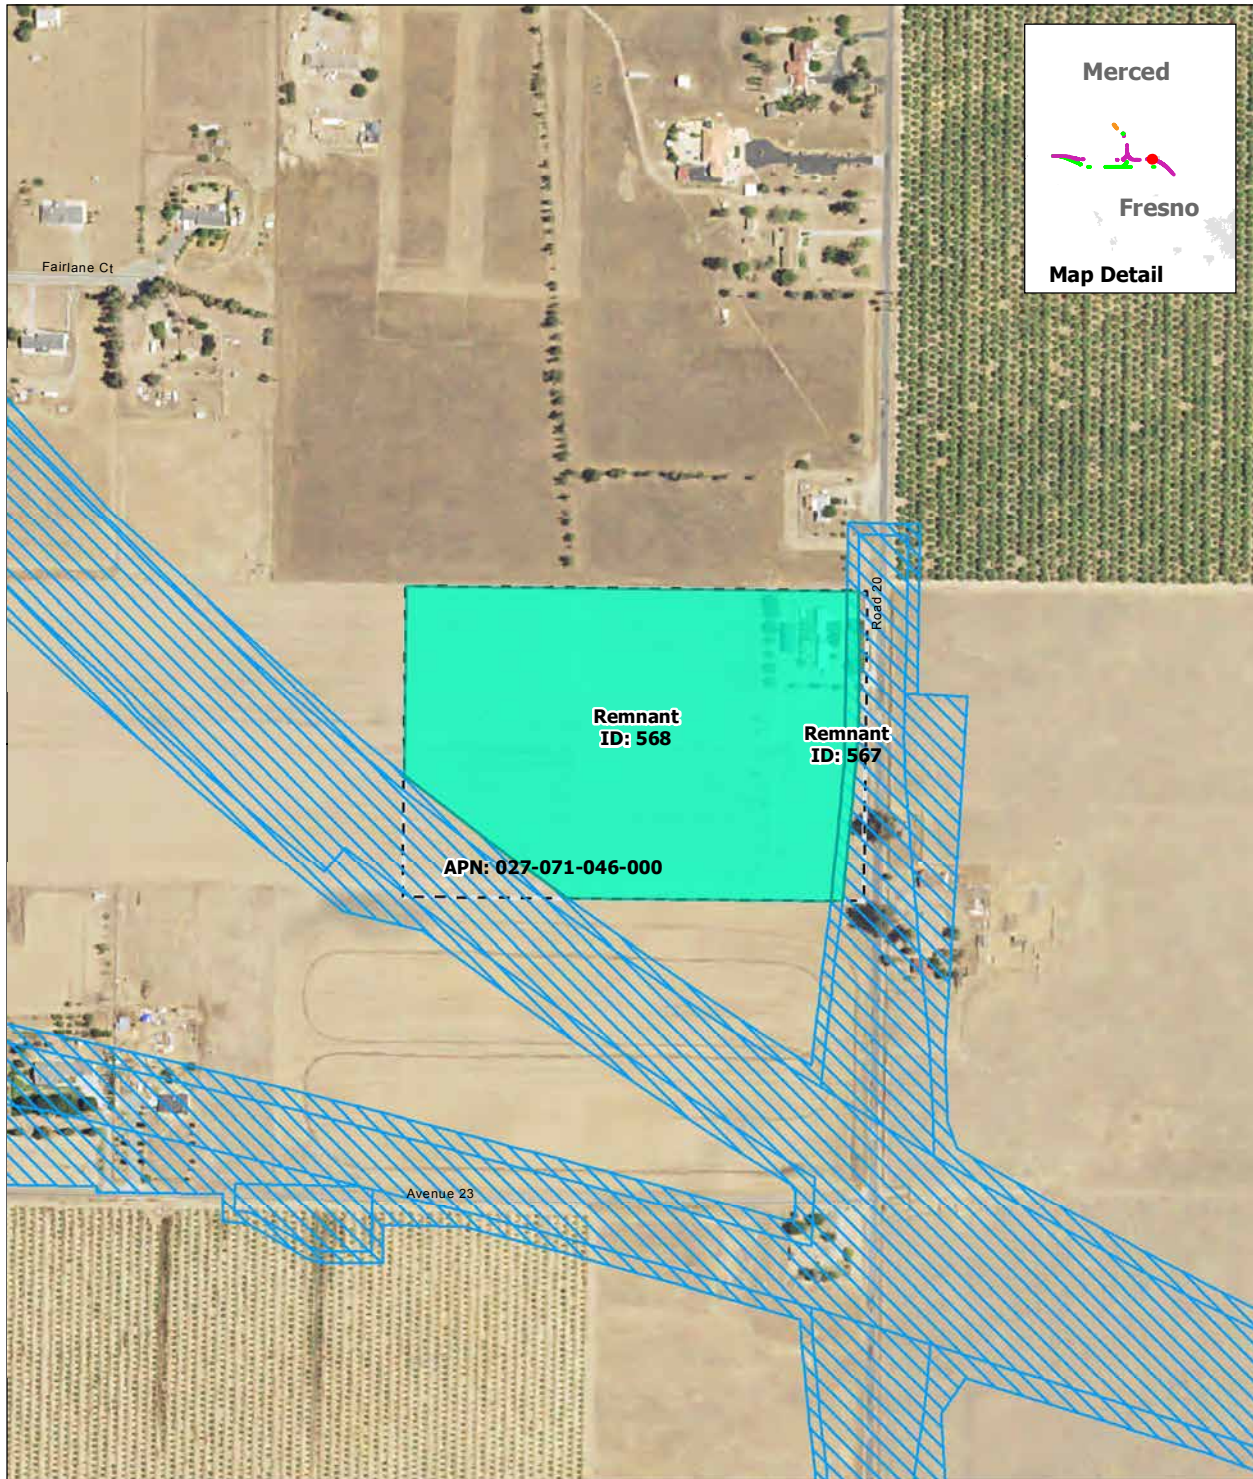 Merced
Fresno
Map Detail
Fairlane Ct
Road 20
Remnant
ID: 568
Remnant
ID: 567
APN: 027-071-046-000
Avenue 23